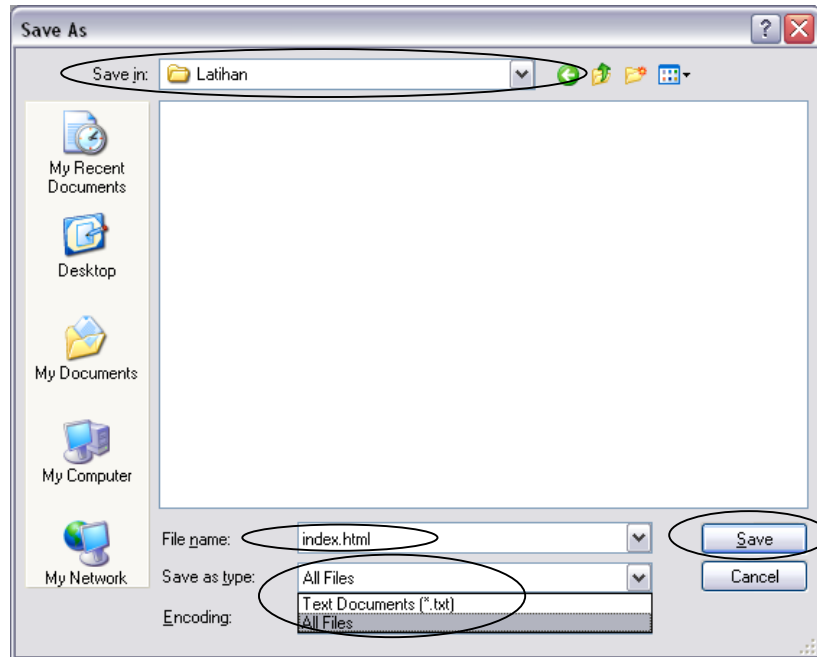 Save As
Save in: Latihan
My Recent
Documents
Desktop
My Documents
My Computer
My Network
File name: index.html Save
Save as type: All Files Cancel
Text Documents (*.txt)
Encoding: All Files